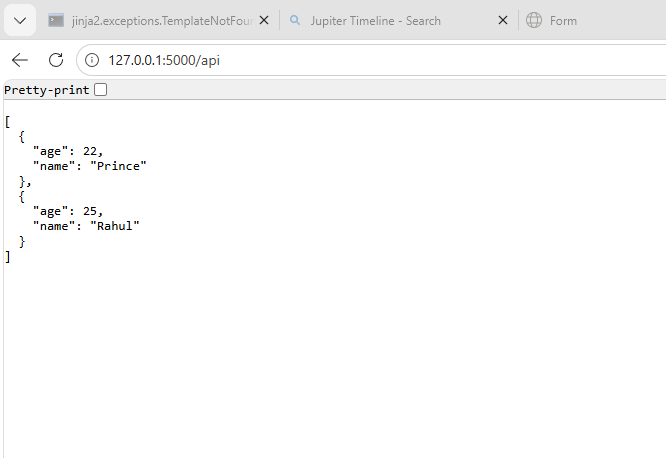 jinja2.exceptions.TemplateNotFou
Jupiter Timeline - Search
Form
127.0.0.1:5000/api
Pretty-print
[
  {
    "age": 22,
    "name": "Prince"
  },
  {
    "age": 25,
    "name": "Rahul"
  }
]